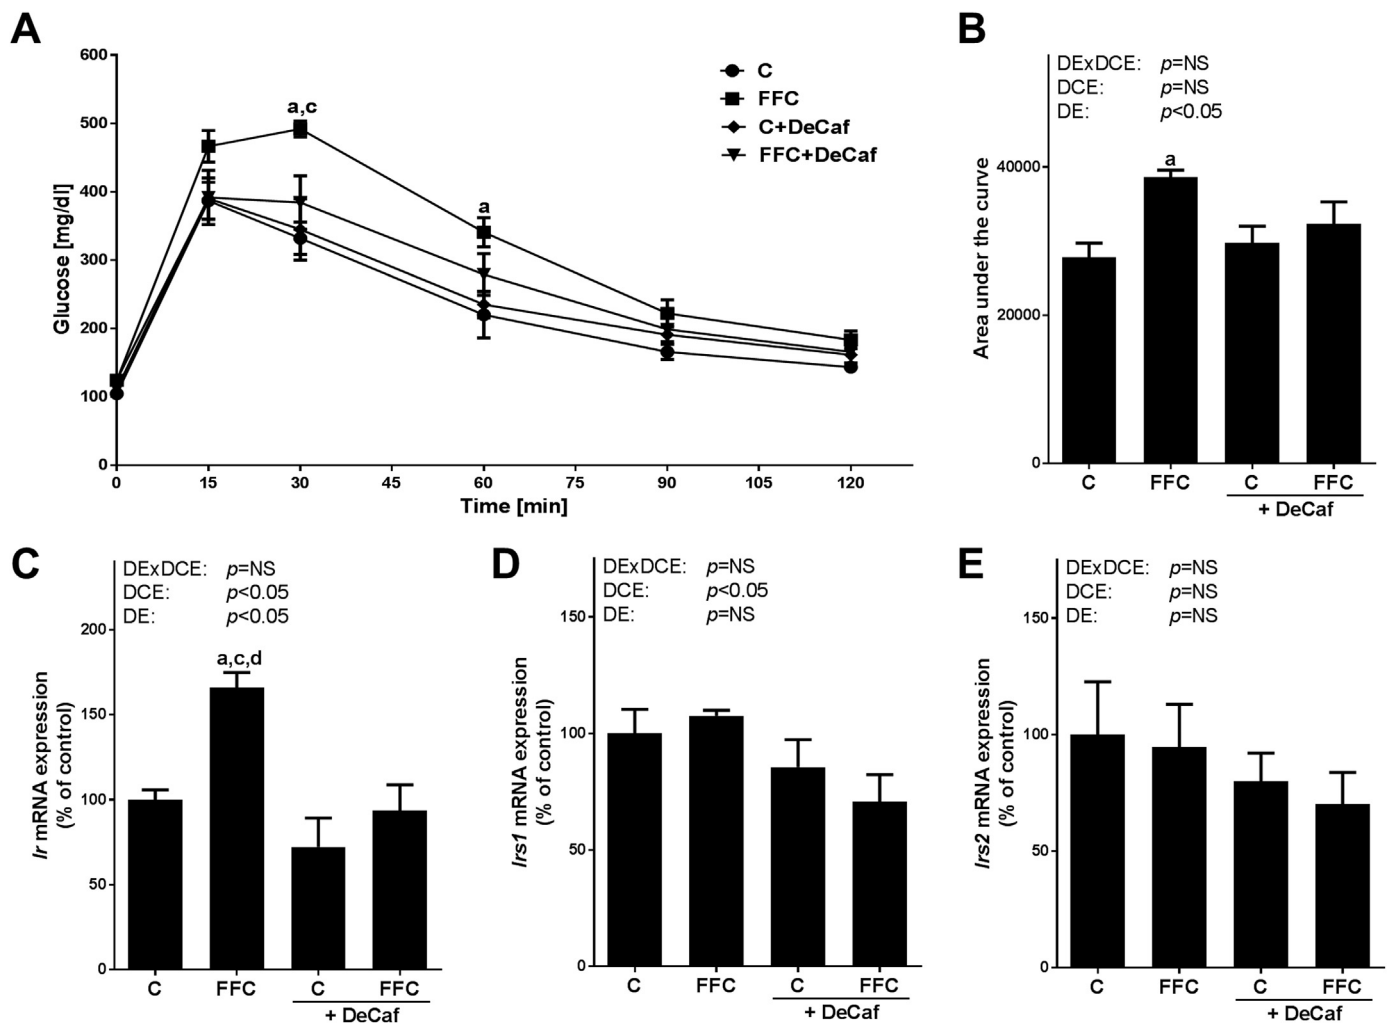 A
600
500
400
300
200
100
0
Glucose [mg/dl]
a,c
a
C
FFC
C+DeCaf
FFC+DeCaf
0 15 30 45 60 75 90 105 120
Time [min]
B
DExDCE: p=NS
DCE: p=NS
DE: p<0.05
40000
20000
0
Area under the curve
a
C FFC C FFC
+ DeCaf
C
DExDCE: p=NS
DCE: p<0.05
DE: p<0.05
200
150
100
50
0
Ir mRNA expression
(% of control)
a,c,d
C FFC C FFC
+ DeCaf
D
DExDCE: p=NS
DCE: p<0.05
DE: p=NS
150
100
50
0
Irs1 mRNA expression
(% of control)
C FFC C FFC
+ DeCaf
E
DExDCE: p=NS
DCE: p=NS
DE: p=NS
150
100
50
0
Irs2 mRNA expression
(% of control)
C FFC C FFC
+ DeCaf